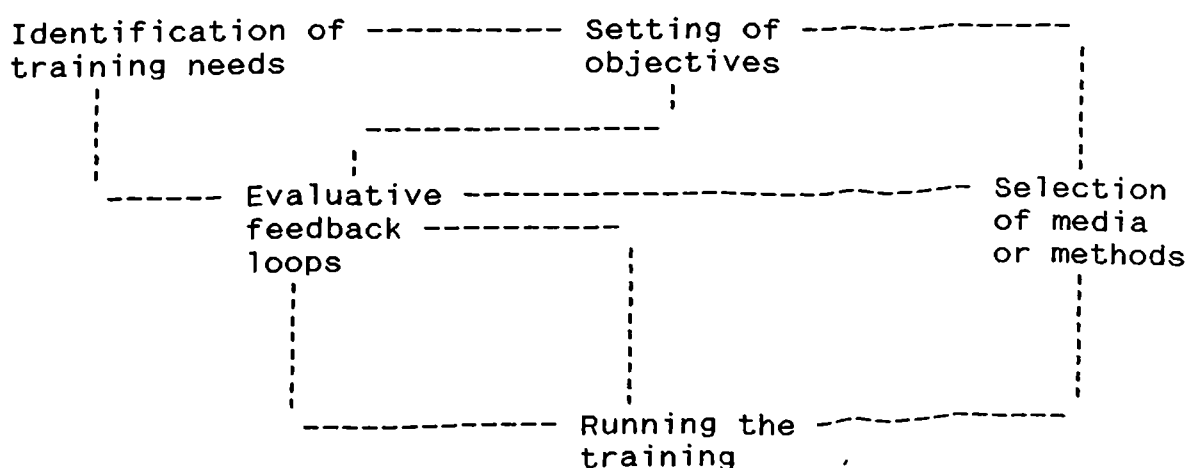 Identification of ---------- Setting of --------------
training needs objectives
Evaluative Selection
feedback of media
loops or methods
Running the
training